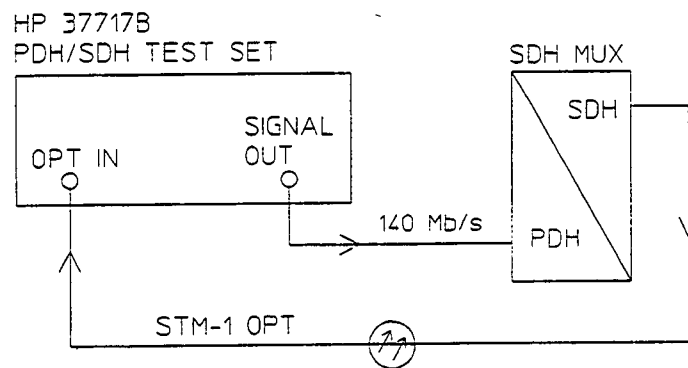 HP 37717B
PDH/SDH TEST SET
SDH MUX
SDH
SIGNAL
OUT
OPT IN
140 Mb/s
PDH
STM-1 OPT